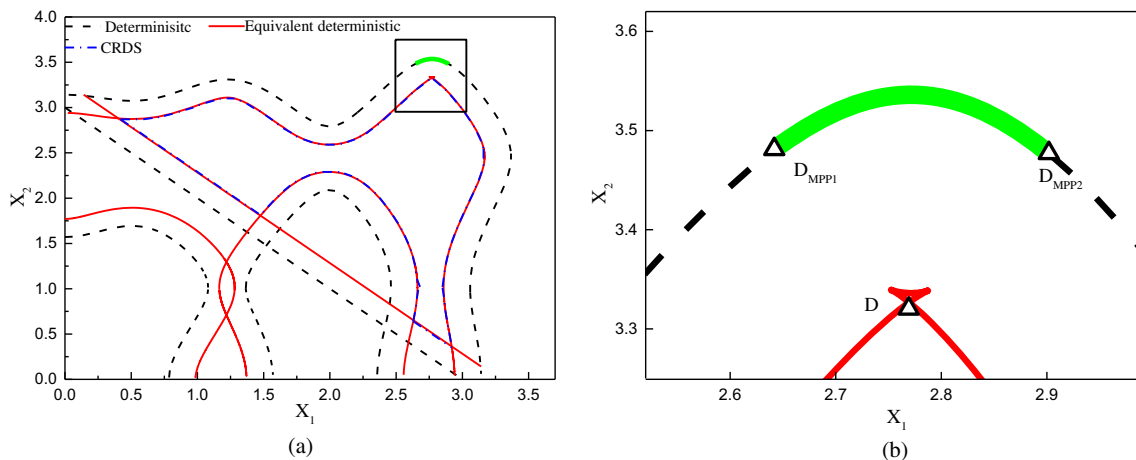 Determinisitc
Equivalent deterministic
CRDS
4.0
3.5
3.0
2.5
2.0
1.5
1.0
0.5
0.0
X2
0.0 0.5 1.0 1.5 2.0 2.5 3.0 3.5
X1
(a)
3.6
3.5
3.4
3.3
X2
DMPP1
DMPP2
D
2.6 2.7 2.8 2.9
X1
(b)